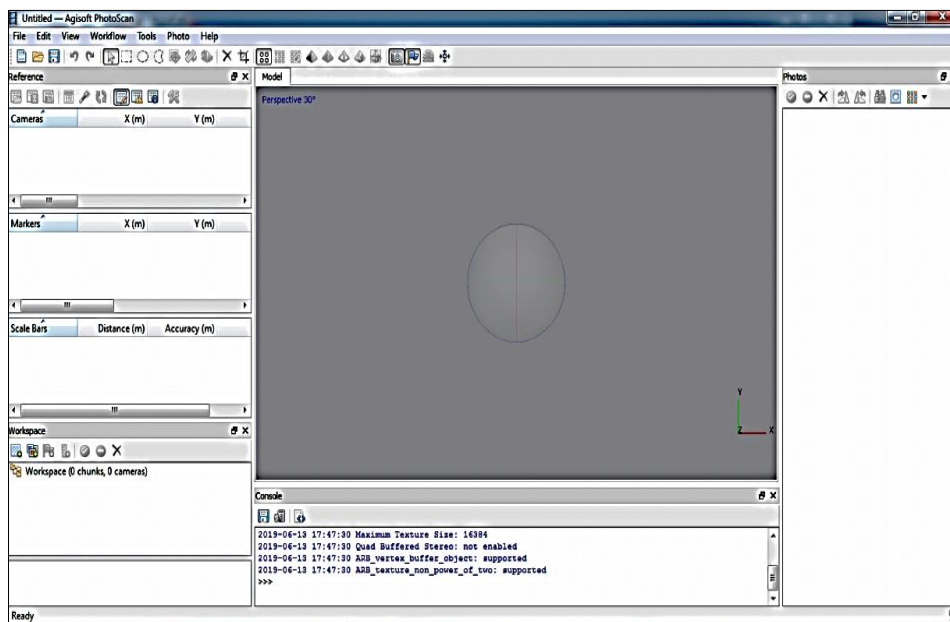 Untitled — Agisoft PhotoScan
File Edit View Workflow Tools Photo Help
Reference
Cameras X (m) Y (m)
Markers X (m) Y (m)
Scale Bars Distance (m) Accuracy (m)
Workspace
Workspace (0 chunks, 0 cameras)
Model
Perspective 30°
Y
Z X
Photos
Console
2019-06-13 17:47:30 Maximum Texture Size: 16384
2019-06-13 17:47:30 Quad Buffered Stereo: not enabled
2019-06-13 17:47:30 ARB_vertex_buffer_object: supported
2019-06-13 17:47:30 ARB_texture_non_power_of_two: supported
>>>
Ready